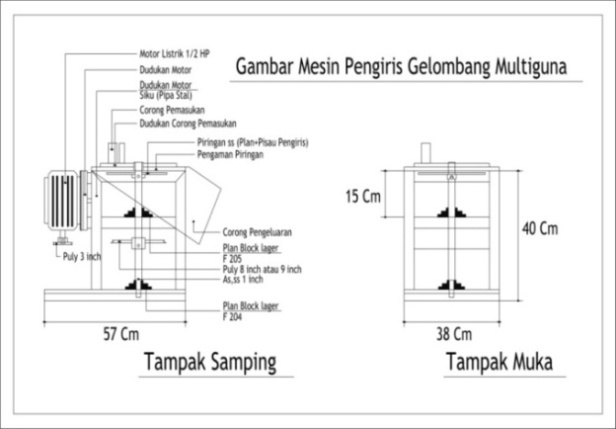 Gambar Mesin Pengiris Gelombang Multiguna
Motor Listrik 1/2 HP
Dudukan Motor
Dudukan Motor
Siku (Pipa Stal)
Corong Pemasukan
Dudukan Corong Pemasukan
Piringan ss (Plan+Pisau Pengiris)
Pengaman Piringan
Corong Pengeluaran
Plan Block lager
F 205
Puly 8 inch atau 9 inch
As,ss 1 inch
Plan Block lager
F 204
Puly 3 inch
57 Cm
Tampak Samping
15 Cm
40 Cm
38 Cm
Tampak Muka